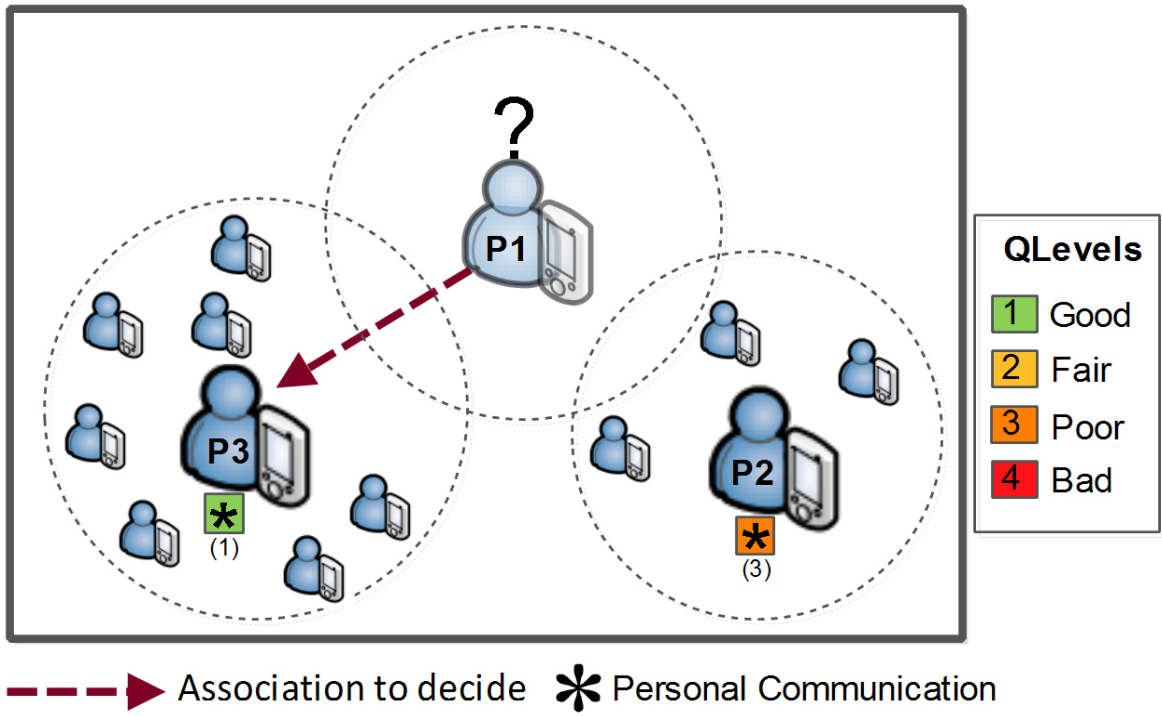 ?
P1
P3
*
(1)
P2
*
(3)
QLevels
1 Good
2 Fair
3 Poor
4 Bad
Association to decide * Personal Communication